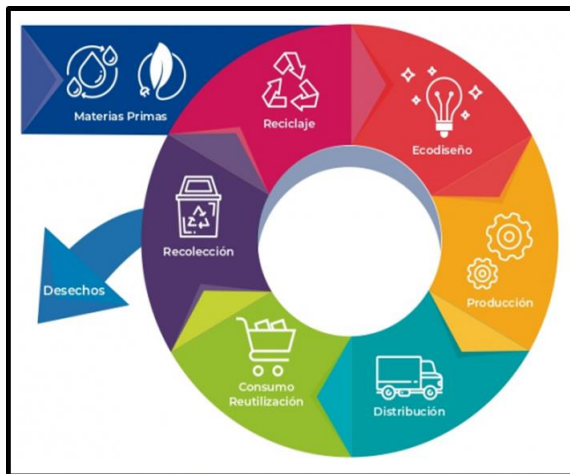 Materias Primas
Reciclaje
Ecodiseño
Producción
Distribución
Consumo
Reutilización
Recolección
Desechos